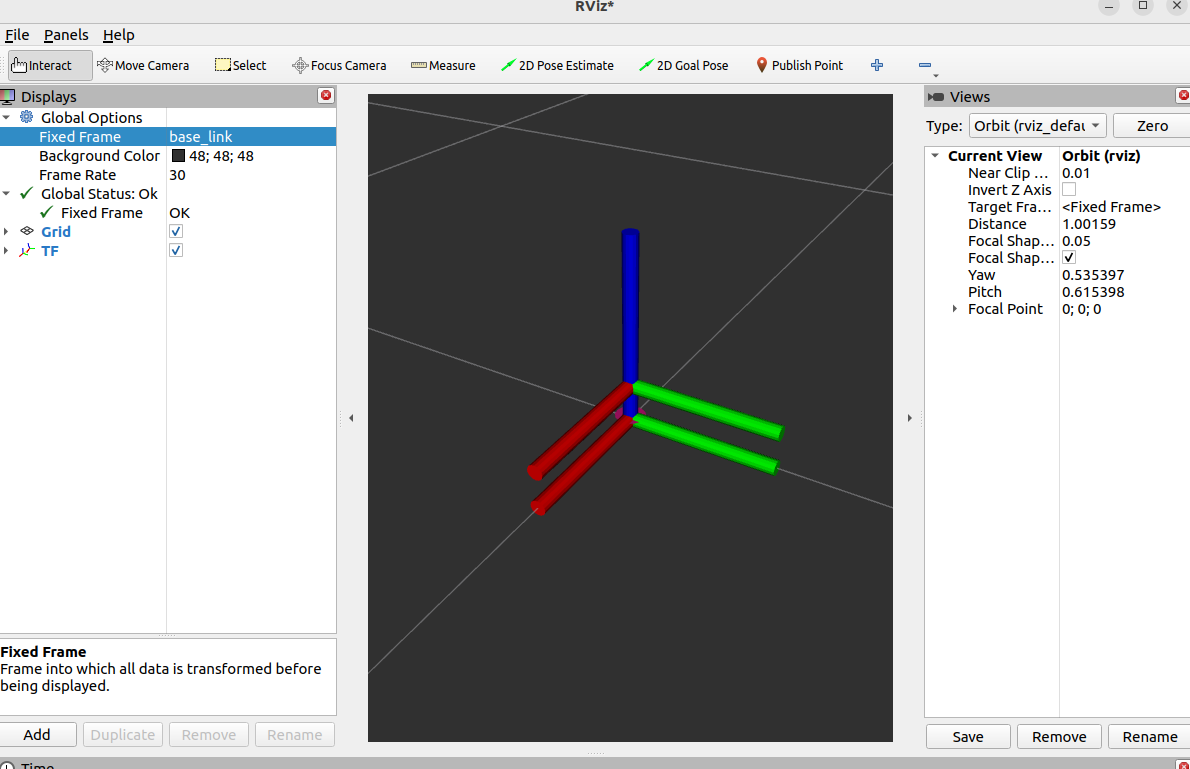 RViz*
File Panels Help
Interact Move Camera Select Focus Camera Measure 2D Pose Estimate 2D Goal Pose Publish Point
Displays
Global Options
Fixed Frame base_link
Background Color 48; 48; 48
Frame Rate 30
Global Status: Ok
Fixed Frame OK
Grid
TF
Fixed Frame
Frame into which all data is transformed before
being displayed.
Add Duplicate Remove Rename
Views
Type: Orbit (rviz_defau Zero
Current View Orbit (rviz)
Near Clip ... 0.01
Invert Z Axis
Target Fra... <Fixed Frame>
Distance 1.00159
Focal Shap... 0.05
Focal Shap...
Yaw 0.535397
Pitch 0.615398
Focal Point 0; 0; 0
Save Remove Rename
Time